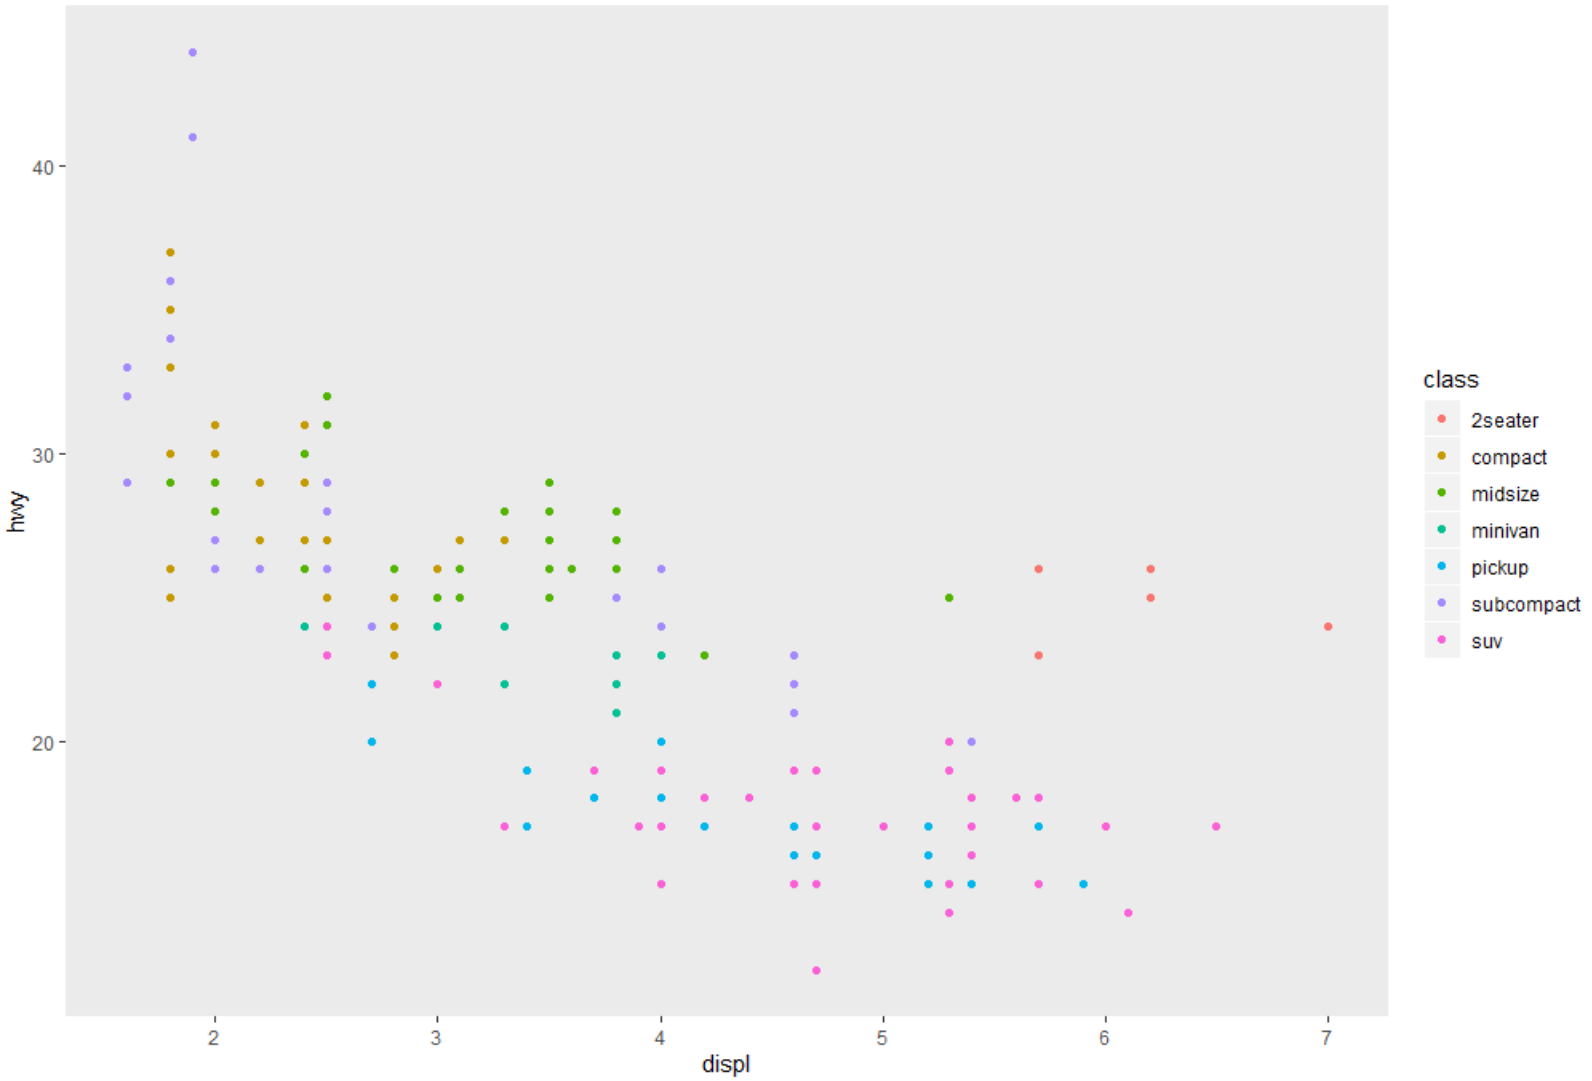 40
30
20
hwy
2 3 4 5 6 7
displ
class
2seater
compact
midsize
minivan
pickup
subcompact
suv